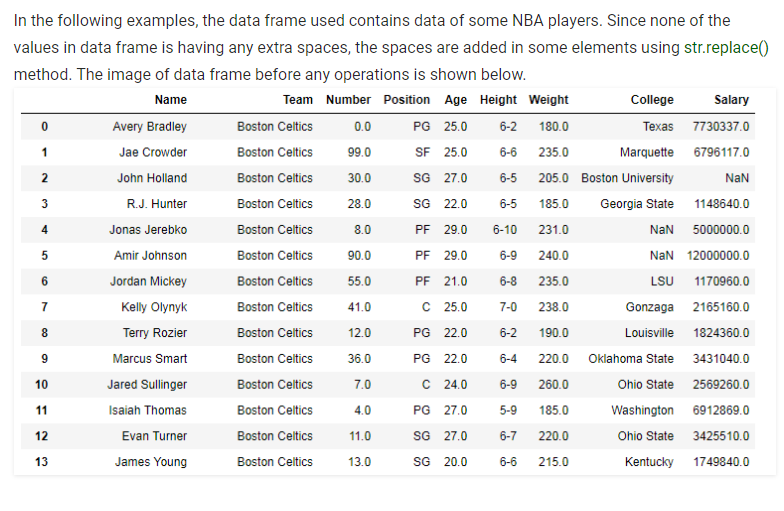 In the following examples, the data frame used contains data of some NBA players. Since none of the
values in data frame is having any extra spaces, the spaces are added in some elements using str.replace()
method. The image of data frame before any operations is shown below.
Name Team Number Position Age Height Weight College Salary
0 Avery Bradley Boston Celtics 0.0 PG 25.0 6-2 180.0 Texas 7730337.0
1 Jae Crowder Boston Celtics 99.0 SF 25.0 6-6 235.0 Marquette 6796117.0
2 John Holland Boston Celtics 30.0 SG 27.0 6-5 205.0 Boston University NaN
3 R.J. Hunter Boston Celtics 28.0 SG 22.0 6-5 185.0 Georgia State 1148640.0
4 Jonas Jerebko Boston Celtics 8.0 PF 29.0 6-10 231.0 NaN 5000000.0
5 Amir Johnson Boston Celtics 90.0 PF 29.0 6-9 240.0 NaN 12000000.0
6 Jordan Mickey Boston Celtics 55.0 PF 21.0 6-8 235.0 LSU 1170960.0
7 Kelly Olynyk Boston Celtics 41.0 C 25.0 7-0 238.0 Gonzaga 2165160.0
8 Terry Rozier Boston Celtics 12.0 PG 22.0 6-2 190.0 Louisville 1824360.0
9 Marcus Smart Boston Celtics 36.0 PG 22.0 6-4 220.0 Oklahoma State 3431040.0
10 Jared Sullinger Boston Celtics 7.0 C 24.0 6-9 260.0 Ohio State 2569260.0
11 Isaiah Thomas Boston Celtics 4.0 PG 27.0 5-9 185.0 Washington 6912869.0
12 Evan Turner Boston Celtics 11.0 SG 27.0 6-7 220.0 Ohio State 3425510.0
13 James Young Boston Celtics 13.0 SG 20.0 6-6 215.0 Kentucky 1749840.0